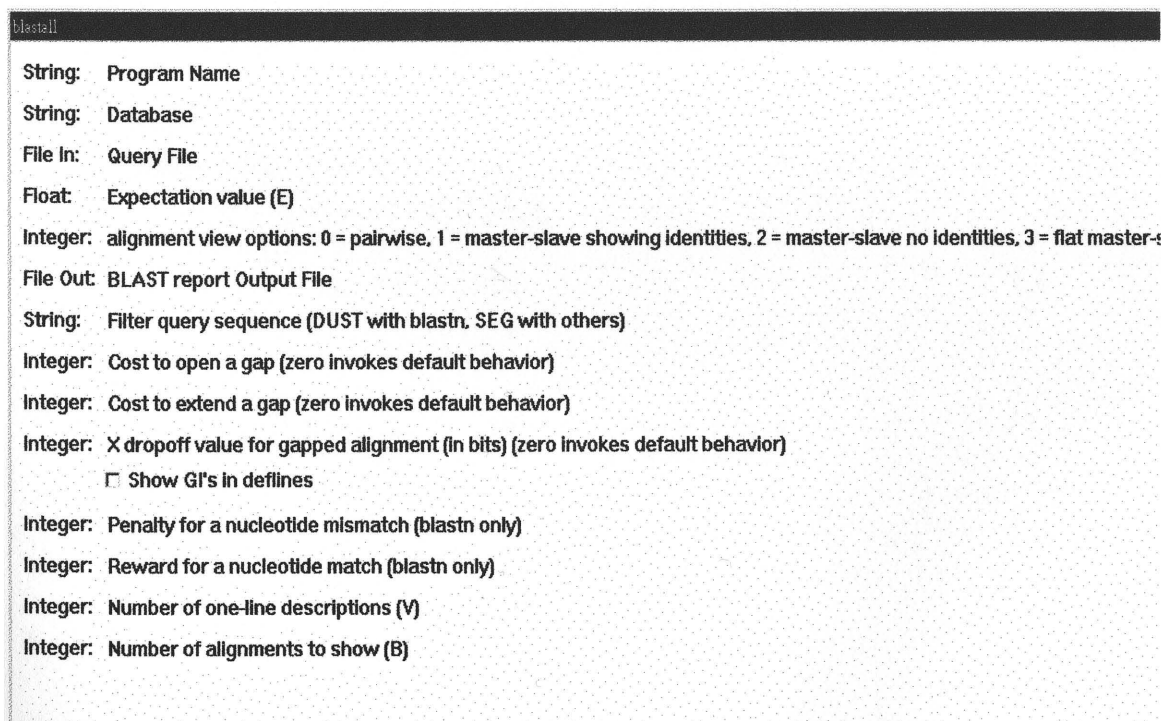 blastall
String: Program Name
String: Database
File In: Query File
Float: Expectation value (E)
Integer: alignment view options: 0 = pairwise, 1 = master-slave showing identities, 2 = master-slave no identities, 3 = flat master-s
File Out: BLAST report Output File
String: Filter query sequence (DUST with blastn, SEG with others)
Integer: Cost to open a gap (zero invokes default behavior)
Integer: Cost to extend a gap (zero invokes default behavior)
Integer: X dropoff value for gapped alignment (in bits) (zero invokes default behavior)
Show GI's in deflines
Integer: Penalty for a nucleotide mismatch (blastn only)
Integer: Reward for a nucleotide match (blastn only)
Integer: Number of one-line descriptions (V)
Integer: Number of alignments to show (B)